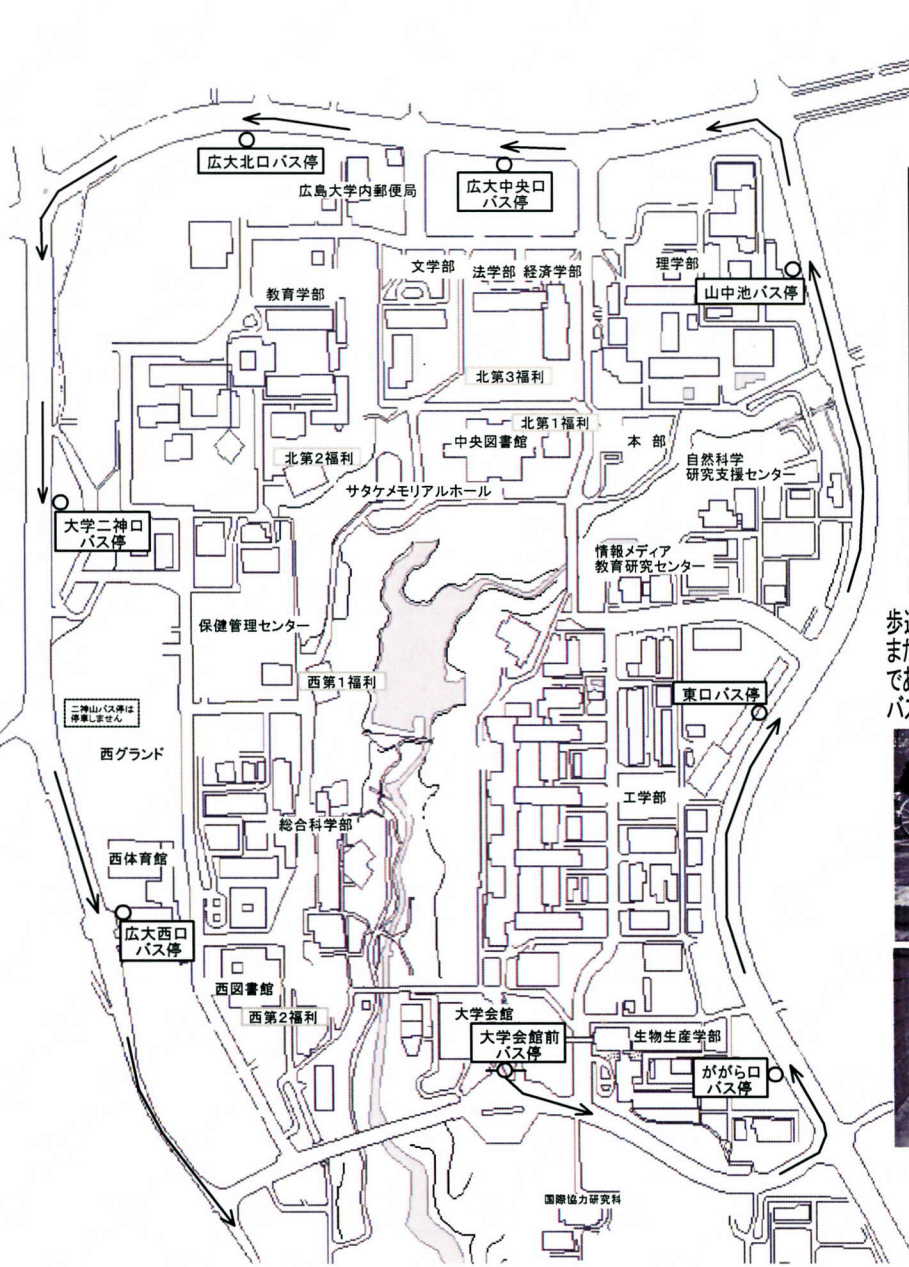 広大北口バス停
広島大学内郵便局
広大中央口
バス停
文学部
法学部
経済学部
理学部
山中池バス停
教育学部
北第3福利
北第1福利
中央図書館
本部
北第2福利
自然科学
研究支援センター
サタケメモリアルホール
大学二神口
バス停
情報メディア
教育研究センター
保健管理センター
歩道
西第1福利
東口バス停
二神山バス停は
停車しません
西グランド
工学部
総合科学部
西体育館
広大西口
バス停
西図書館
西第2福利
大学会館
大学会館前
バス停
生物生産学部
ががら口
バス停
国際協力研究科